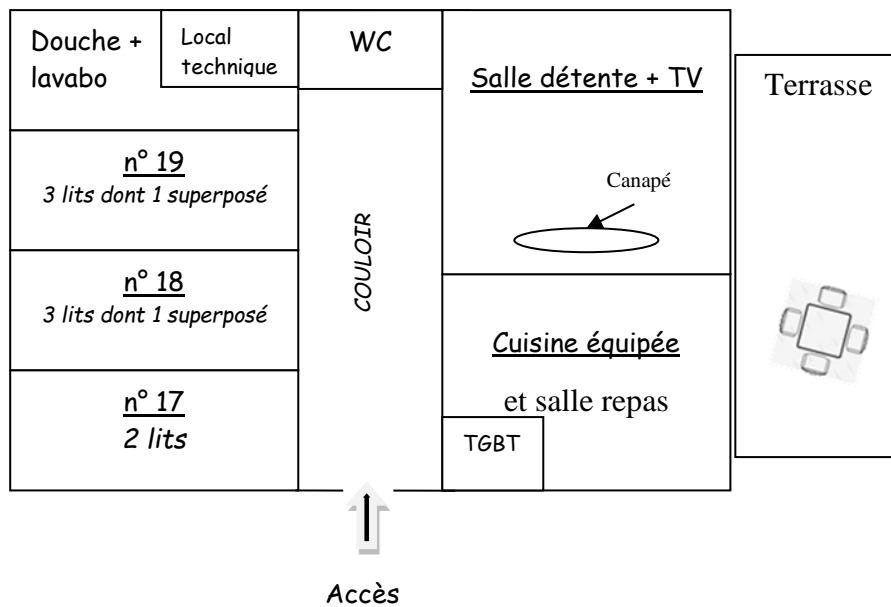 Douche +
lavabo
Local
technique
WC
Salle détente + TV
Terrasse
n° 19
3 lits dont 1 superposé
Canapé
COULOIR
n° 18
3 lits dont 1 superposé
Cuisine équipée
et salle repas
n° 17
2 lits
TGBT
Accès